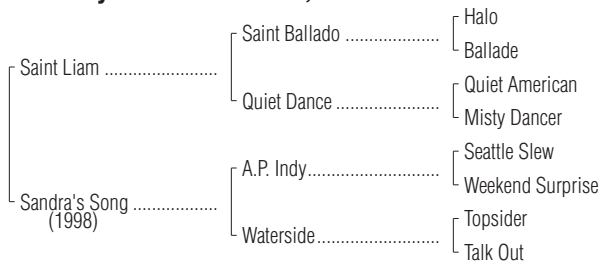 Halo
Saint Ballado ....................
Ballade
Saint Liam ........................
Quiet American
Quiet Dance ......................
Misty Dancer
Seattle Slew
A.P. Indy............................
Weekend Surprise
Sandra's Song ..................
(1998)
Topsider
Waterside..........................
Talk Out